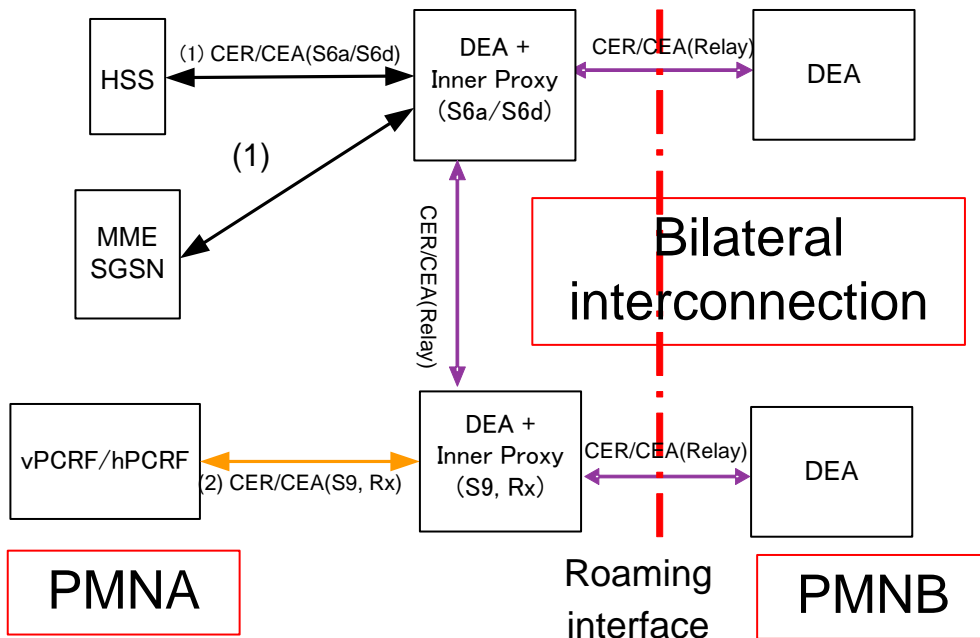 HSS
(1) CER/CEA(S6a/S6d)
DEA +
Inner Proxy
(S6a/S6d)
CER/CEA(Relay)
DEA
(1)
MME
SGSN
CER/CEA(Relay)
Bilateral
interconnection
vPCRF/hPCRF
(2) CER/CEA(S9, Rx)
DEA +
Inner Proxy
(S9, Rx)
CER/CEA(Relay)
DEA
PMNA
Roaming
interface
PMNB